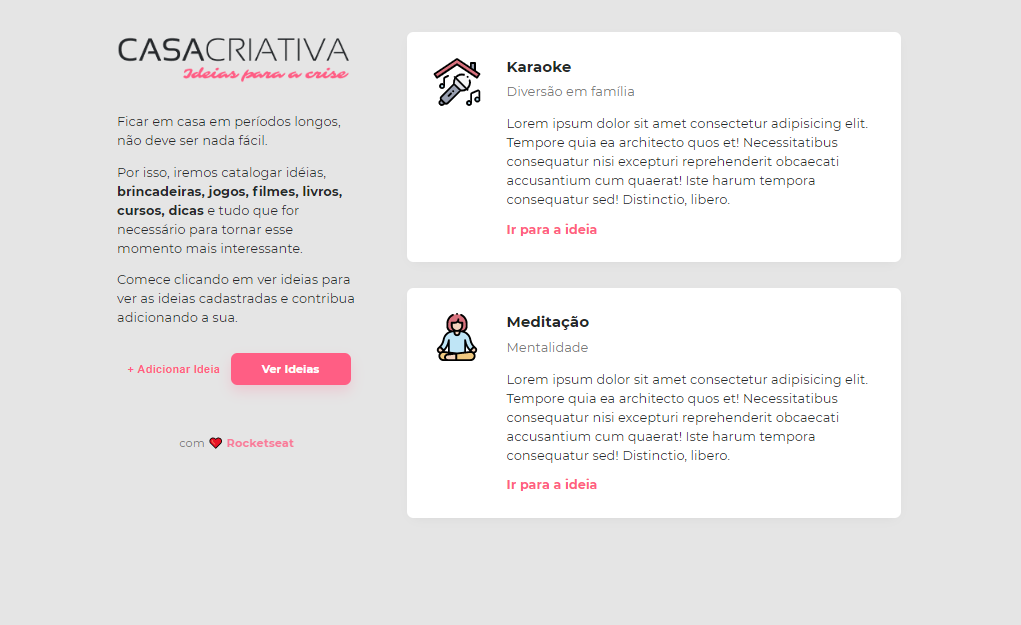 CASACRIATIVA
Ideias para a crise
Ficar em casa em períodos longos,
não deve ser nada fácil.
Por isso, iremos catalogar idéias,
brincadeiras, jogos, filmes, livros,
cursos, dicas e tudo que for
necessário para tornar esse
momento mais interessante.
Comece clicando em ver ideias para
ver as ideias cadastradas e contribua
adicionando a sua.
+ Adicionar Ideia
Ver Ideias
com ❤️ Rocketseat
Karaoke
Diversão em família
Lorem ipsum dolor sit amet consectetur adipisicing elit.
Tempore quia ea architecto quos et! Necessitatibus
consequatur nisi excepturi reprehenderit obcaecati
accusantium cum quaerat! Iste harum tempora
consequatur sed! Distinctio, libero.
Ir para a ideia
Meditação
Mentalidade
Lorem ipsum dolor sit amet consectetur adipisicing elit.
Tempore quia ea architecto quos et! Necessitatibus
consequatur nisi excepturi reprehenderit obcaecati
accusantium cum quaerat! Iste harum tempora
consequatur sed! Distinctio, libero.
Ir para a ideia